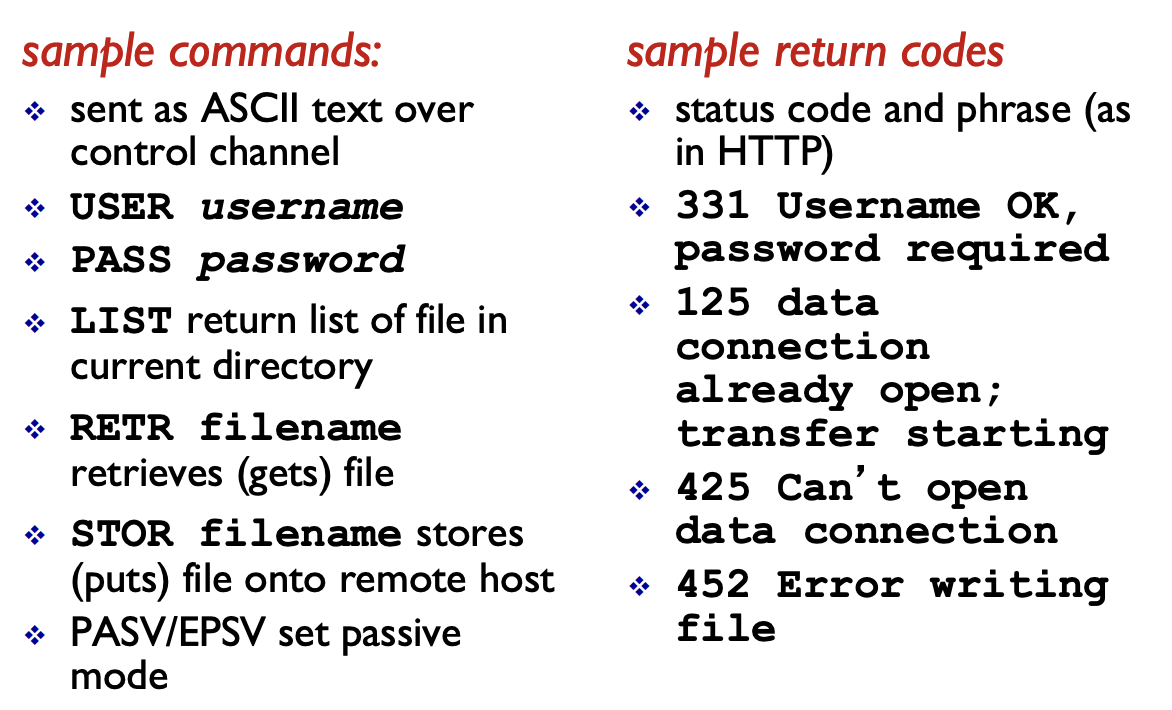 sample commands:
❖ sent as ASCII text over
control channel
❖ USER username
❖ PASS password
❖ LIST return list of file in
current directory
❖ RETR filename
retrieves (gets) file
❖ STOR filename stores
(puts) file onto remote host
❖ PASV/EPSV set passive
mode
sample return codes
❖ status code and phrase (as
in HTTP)
❖ 331 Username OK,
password required
❖ 125 data
connection
already open;
transfer starting
❖ 425 Can’t open
data connection
❖ 452 Error writing
file